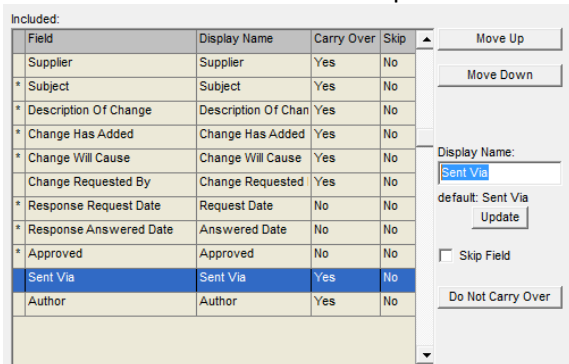 Included:
Field Display Name Carry Over Skip
Supplier Supplier Yes No
* Subject Subject Yes No
* Description Of Change Description Of Chan Yes No
* Change Has Added Change Has Added Yes No
* Change Will Cause Change Will Cause Yes No
Change Requested By Change Requested Yes No
* Response Request Date Request Date No No
* Response Answered Date Answered Date No No
* Approved Approved No No
Sent Via Sent Via Yes No
Author Author Yes No
Move Up
Move Down
Display Name:
Sent Via
default: Sent Via
Update
Skip Field
Do Not Carry Over